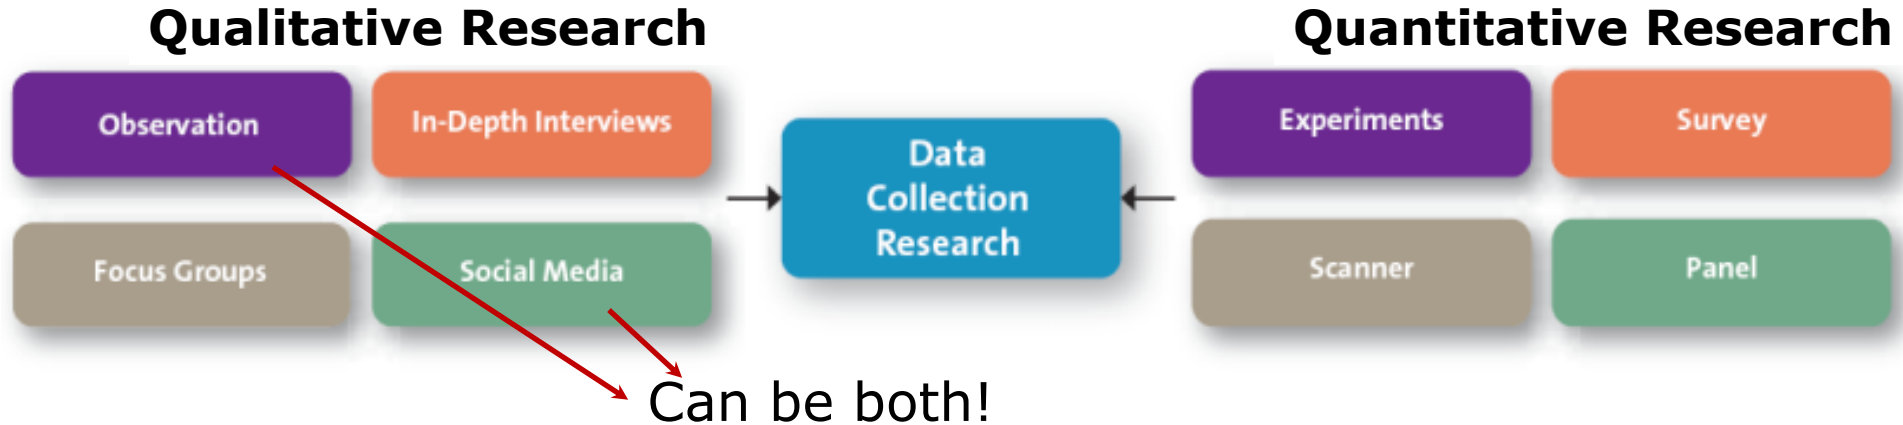 Qualitative Research
Quantitative Research
Observation
In-Depth Interviews
Focus Groups
Social Media
Data
Collection
Research
Experiments
Survey
Scanner
Panel
Can be both!